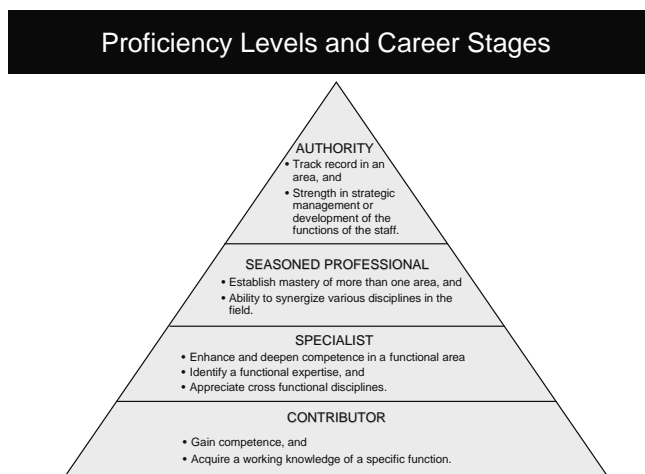 Proficiency Levels and Career Stages
AUTHORITY
• Track record in an
area, and
• Strength in strategic
management or
development of the
functions of the staff.
SEASONED PROFESSIONAL
• Establish mastery of more than one area, and
• Ability to synergize various disciplines in the
field.
SPECIALIST
• Enhance and deepen competence in a functional area
• Identify a functional expertise, and
• Appreciate cross functional disciplines.
CONTRIBUTOR
• Gain competence, and
• Acquire a working knowledge of a specific function.